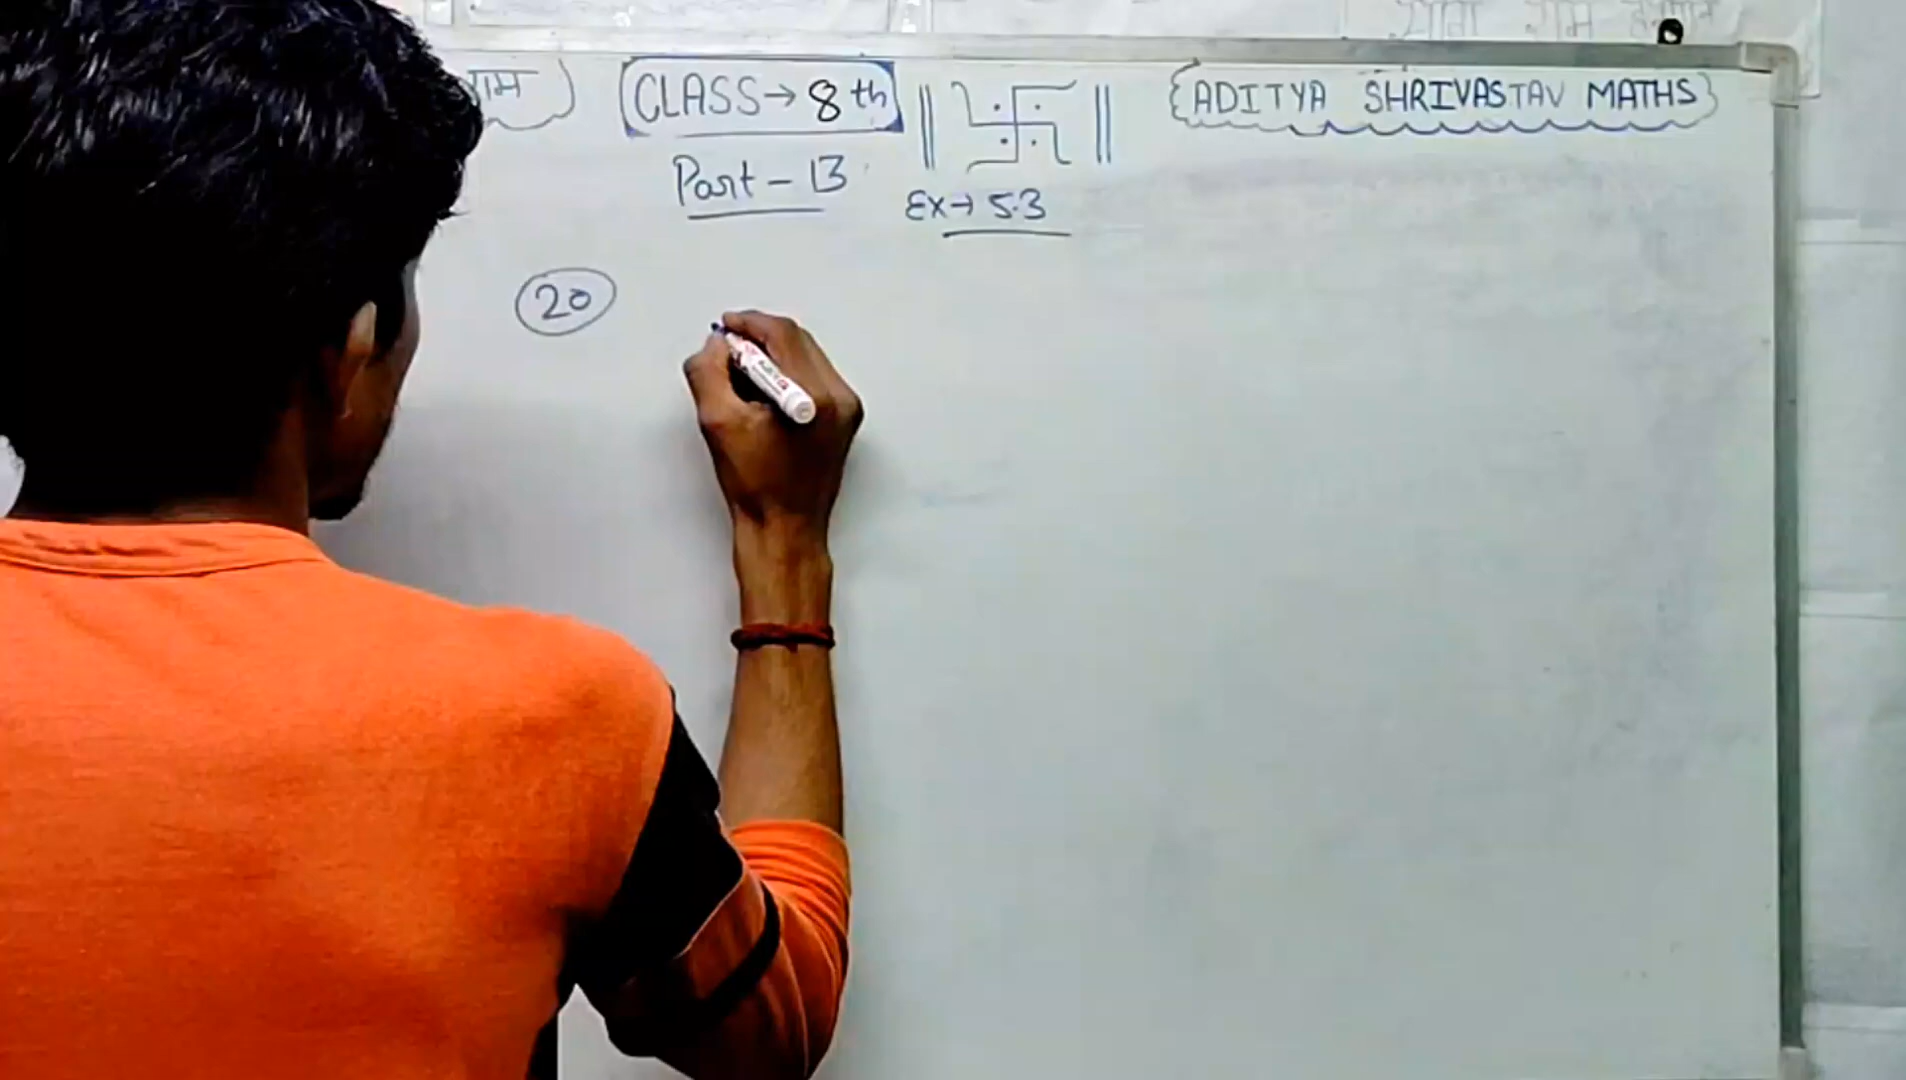 CLASS→ 8th
ADITYA SHRIVASTAV MATHS
Part - 13
Ex→ 5.3
20